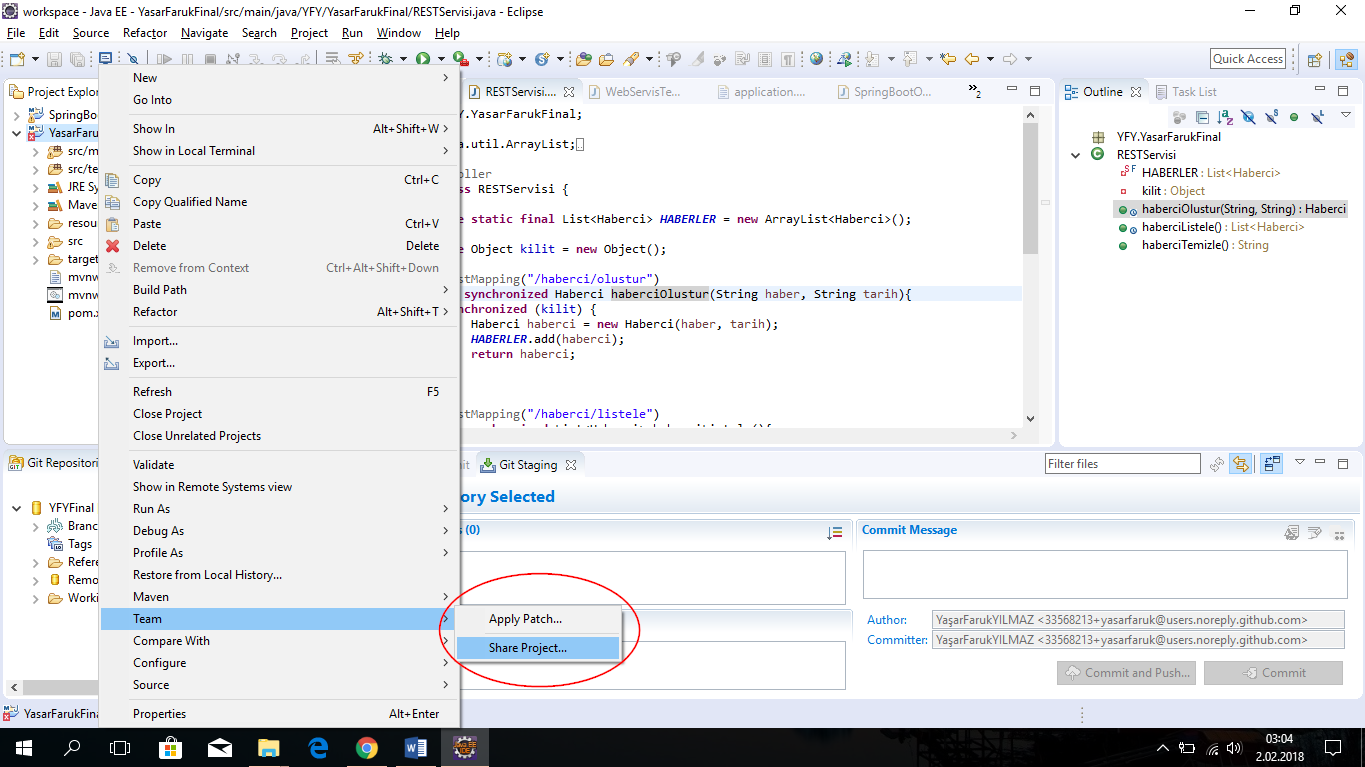 workspace - Java EE - YasarFarukFinal/src/main/java/YFY/YasarFarukFinal/RESTServisi.java - Eclipse
File Edit Source Refactor Navigate Search Project Run Window Help
Quick Access
Project Explor
SpringBoo
YasarFaru
src/m
src/te
JRE Sy
Mave
resou
src
target
mvnw
mvnw
pom.x
New
Go Into
Show In Alt+Shift+W
Show in Local Terminal
Copy Ctrl+C
Copy Qualified Name
Paste Ctrl+V
Delete Delete
Remove from Context Ctrl+Alt+Shift+Down
Build Path
Refactor Alt+Shift+T
Import...
Export...
Refresh F5
Close Project
Close Unrelated Projects
Validate
Show in Remote Systems view
Run As
Debug As
Profile As
Restore from Local History...
Maven
Team
Compare With
Configure
Source
Properties Alt+Enter
Apply Patch...
Share Project...
RESTServisi.... WebServisTe... application.... SpringBootO... »2
Y.YasarFarukFinal;
a.util.ArrayList;
oller
ss RESTServisi {
e static final List<Haberci> HABERLER = new ArrayList<Haberci>();
e Object kilit = new Object();
stMapping("/haberci/olustur")
synchronized Haberci haberciOlustur(String haber, String tarih){
nchronized (kilit) {
Haberci haberci = new Haberci(haber, tarih);
HABERLER.add(haberci);
return haberci;
stMapping("/haberci/listele")
Outline Task List
YFY.YasarFarukFinal
RESTServisi
HABERLER : List<Haberci>
kilit : Object
haberciOlustur(String, String) : Haberci
haberciListele() : List<Haberci>
haberciTemizle() : String
Git Repositori
YFYFinal
Branc
Tags
Refere
Remo
Worki
it Git Staging
Filter files
ory Selected
s (0)
Commit Message
Author: YaşarFarukYILMAZ <33568213+yasarfaruk@users.noreply.github.com>
Committer: YaşarFarukYILMAZ <33568213+yasarfaruk@users.noreply.github.com>
Commit and Push... Commit
YasarFarukFina
03:04
2.02.2018